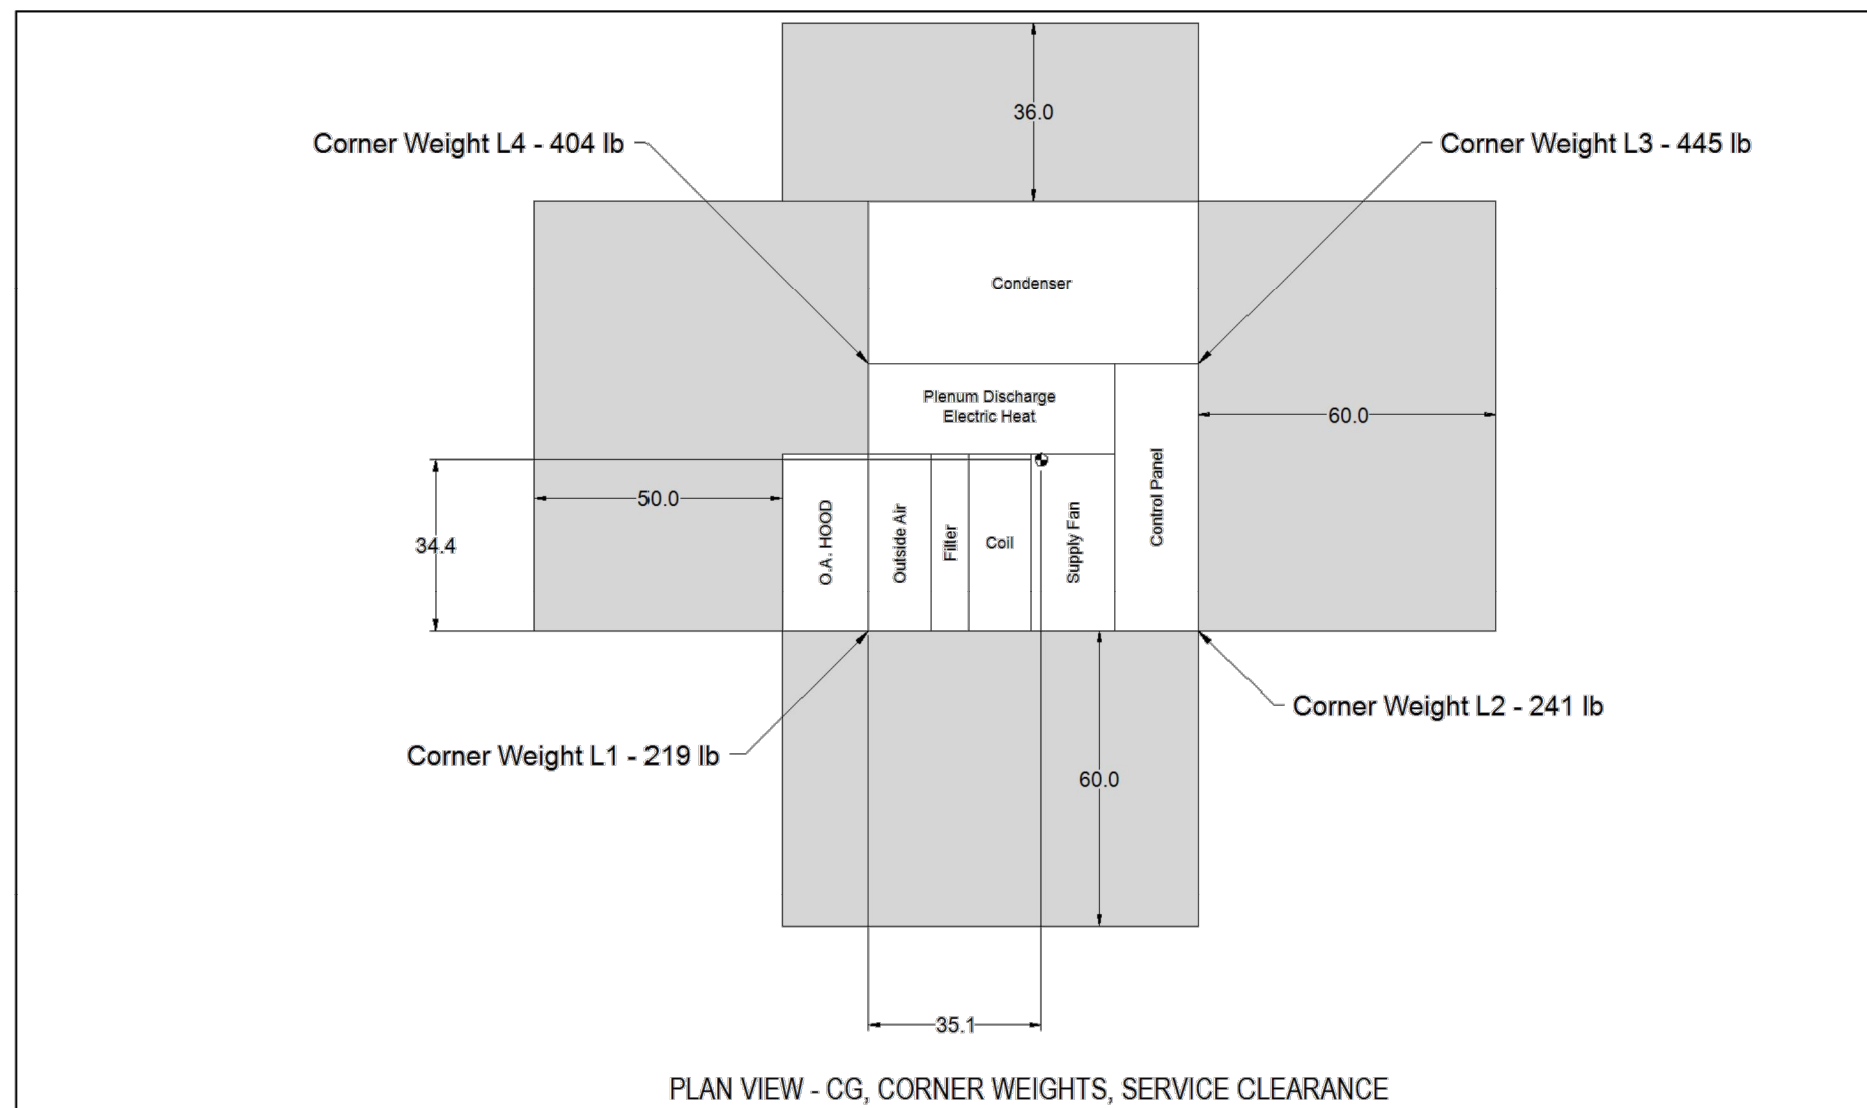 36.0
Corner Weight L4 - 404 lb
Corner Weight L3 - 445 lb
Condenser
Plenum Discharge
Electric Heat
60.0
Control Panel
50.0
34.4
O.A. HOOD
Outside Air
Filter
Coil
Supply Fan
Corner Weight L2 - 241 lb
Corner Weight L1 - 219 lb
60.0
35.1
PLAN VIEW - CG, CORNER WEIGHTS, SERVICE CLEARANCE